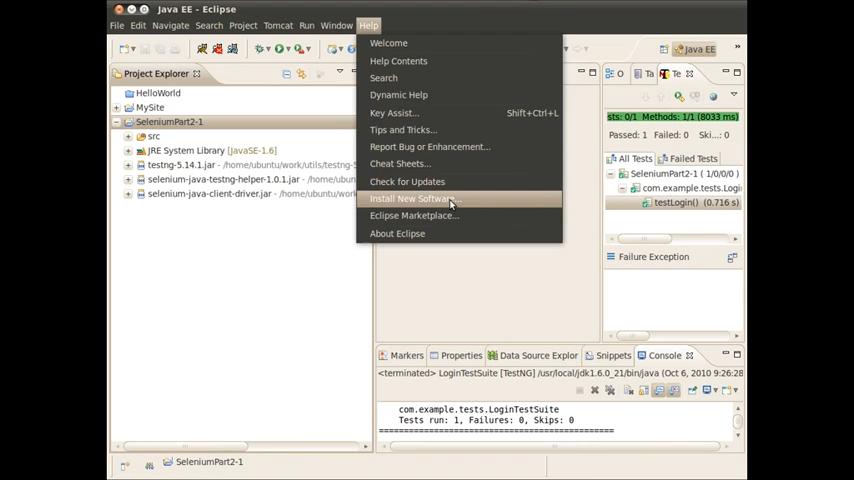 Java EE - Eclipse
File Edit Navigate Search Project Tomcat Run Window Help
Java EE
Project Explorer
HelloWorld
MySite
SeleniumPart2-1
src
JRE System Library [JavaSE-1.6]
testng-5.14.1.jar - /home/ubuntu/work/utils/testng-5
selenium-java-testng-helper-1.0.1.jar - /home/ubuntu
selenium-java-client-driver.jar - /home/ubuntu/work
Welcome
Help Contents
Search
Dynamic Help
Key Assist... Shift+Ctrl+L
Tips and Tricks...
Report Bug or Enhancement...
Cheat Sheets...
Check for Updates
Install New Software...
Eclipse Marketplace...
About Eclipse
O Ta Te
sts: 0/1 Methods: 1/1 (8033 ms)
Passed: 1 Failed: 0 Ski...: 0
All Tests Failed Tests
SeleniumPart2-1 ( 1/0/0/0 )
com.example.tests.Logi
testLogin() (0.716 s)
Failure Exception
Markers Properties Data Source Explor Snippets Console
<terminated> LoginTestSuite [TestNG] /usr/local/jdk1.6.0_21/bin/java (Oct 6, 2010 9:26:28
com.example.tests.LoginTestSuite
Tests run: 1, Failures: 0, Skips: 0
SeleniumPart2-1